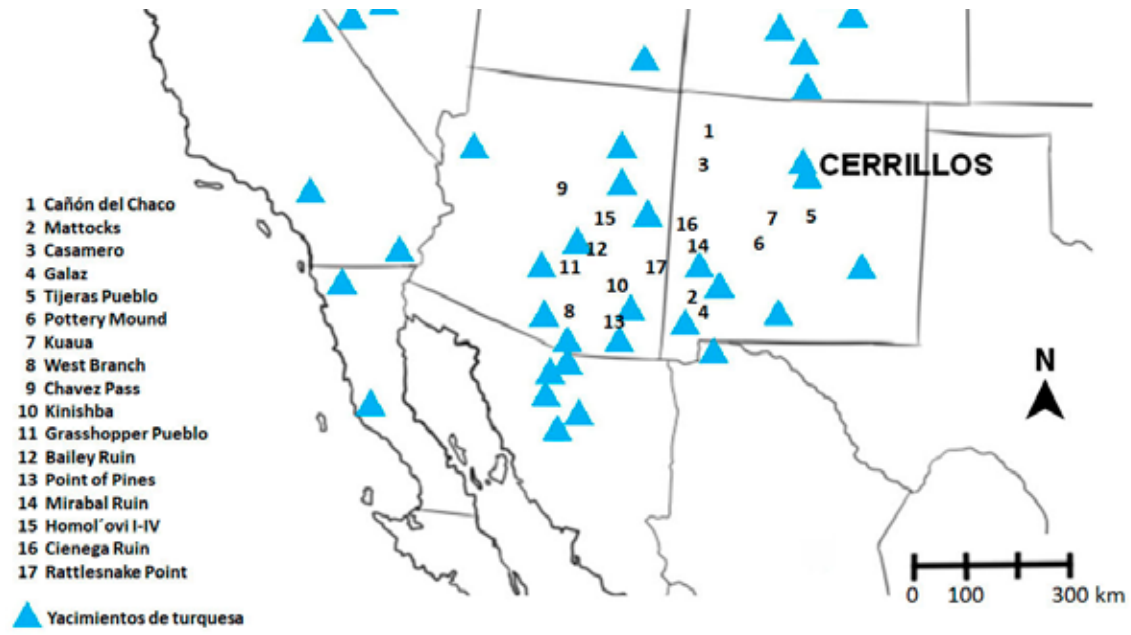 1
3
CERRILLOS
9
15
16
7
5
12
14
6
11
17
10
2
8
13
4
N
1 Cañón del Chaco
2 Mattocks
3 Casamero
4 Galaz
5 Tijeras Pueblo
6 Pottery Mound
7 Kuaua
8 West Branch
9 Chavez Pass
10 Kinishba
11 Grasshopper Pueblo
12 Bailey Ruin
13 Point of Pines
14 Mirabal Ruin
15 Homol´ovi I-IV
16 Cienega Ruin
17 Rattlesnake Point
Yacimientos de turquesa
0 100 300 km